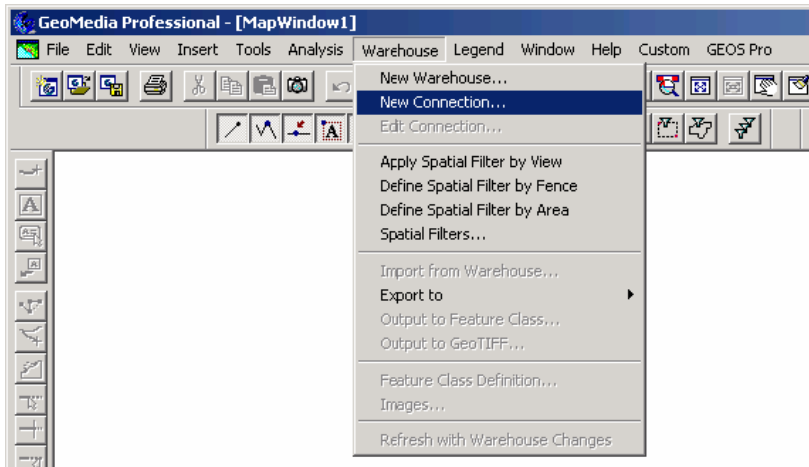 GeoMedia Professional - [MapWindow1]
File Edit View Insert Tools Analysis Warehouse Legend Window Help Custom GEOS Pro
New Warehouse...
New Connection...
Edit Connection...
Apply Spatial Filter by View
Define Spatial Filter by Fence
Define Spatial Filter by Area
Spatial Filters...
Import from Warehouse...
Export to
Output to Feature Class...
Output to GeoTIFF...
Feature Class Definition...
Images...
Refresh with Warehouse Changes